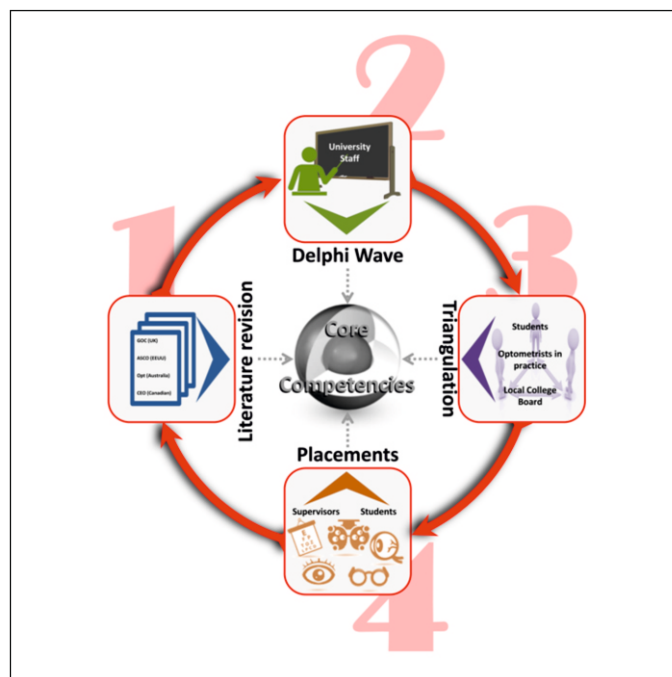 1
GOC (UK)
ASCO (EEUU)
Opt (Australia)
CEO (Canadian)
Literature revision
2
University
Staff
Delphi Wave
3
Students
Optometrists in
practice
Local College
Board
Triangulation
4
Placements
Supervisors
Students
Core
Competencies